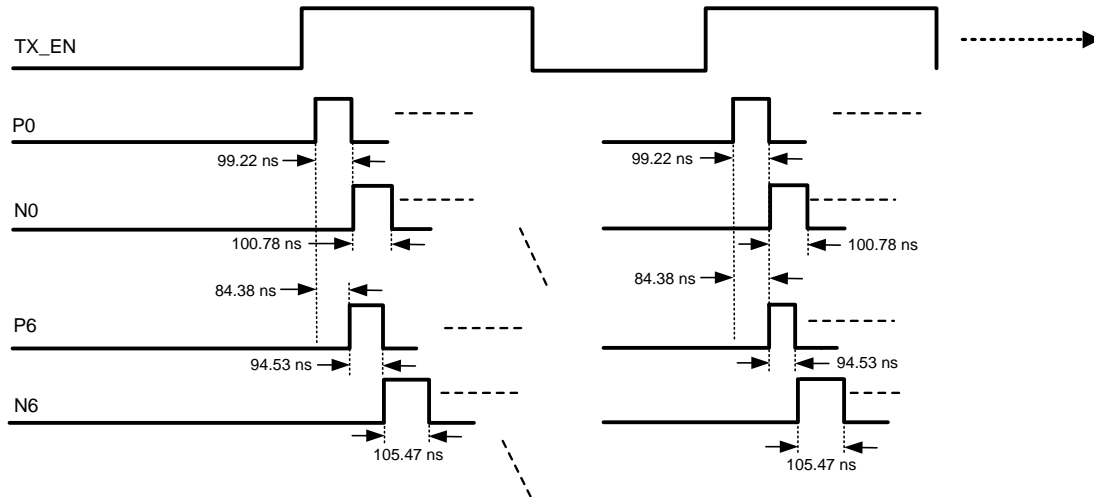 TX_EN
P0
99.22 ns
99.22 ns
N0
100.78 ns
100.78 ns
84.38 ns
84.38 ns
P6
94.53 ns
94.53 ns
N6
105.47 ns
105.47 ns